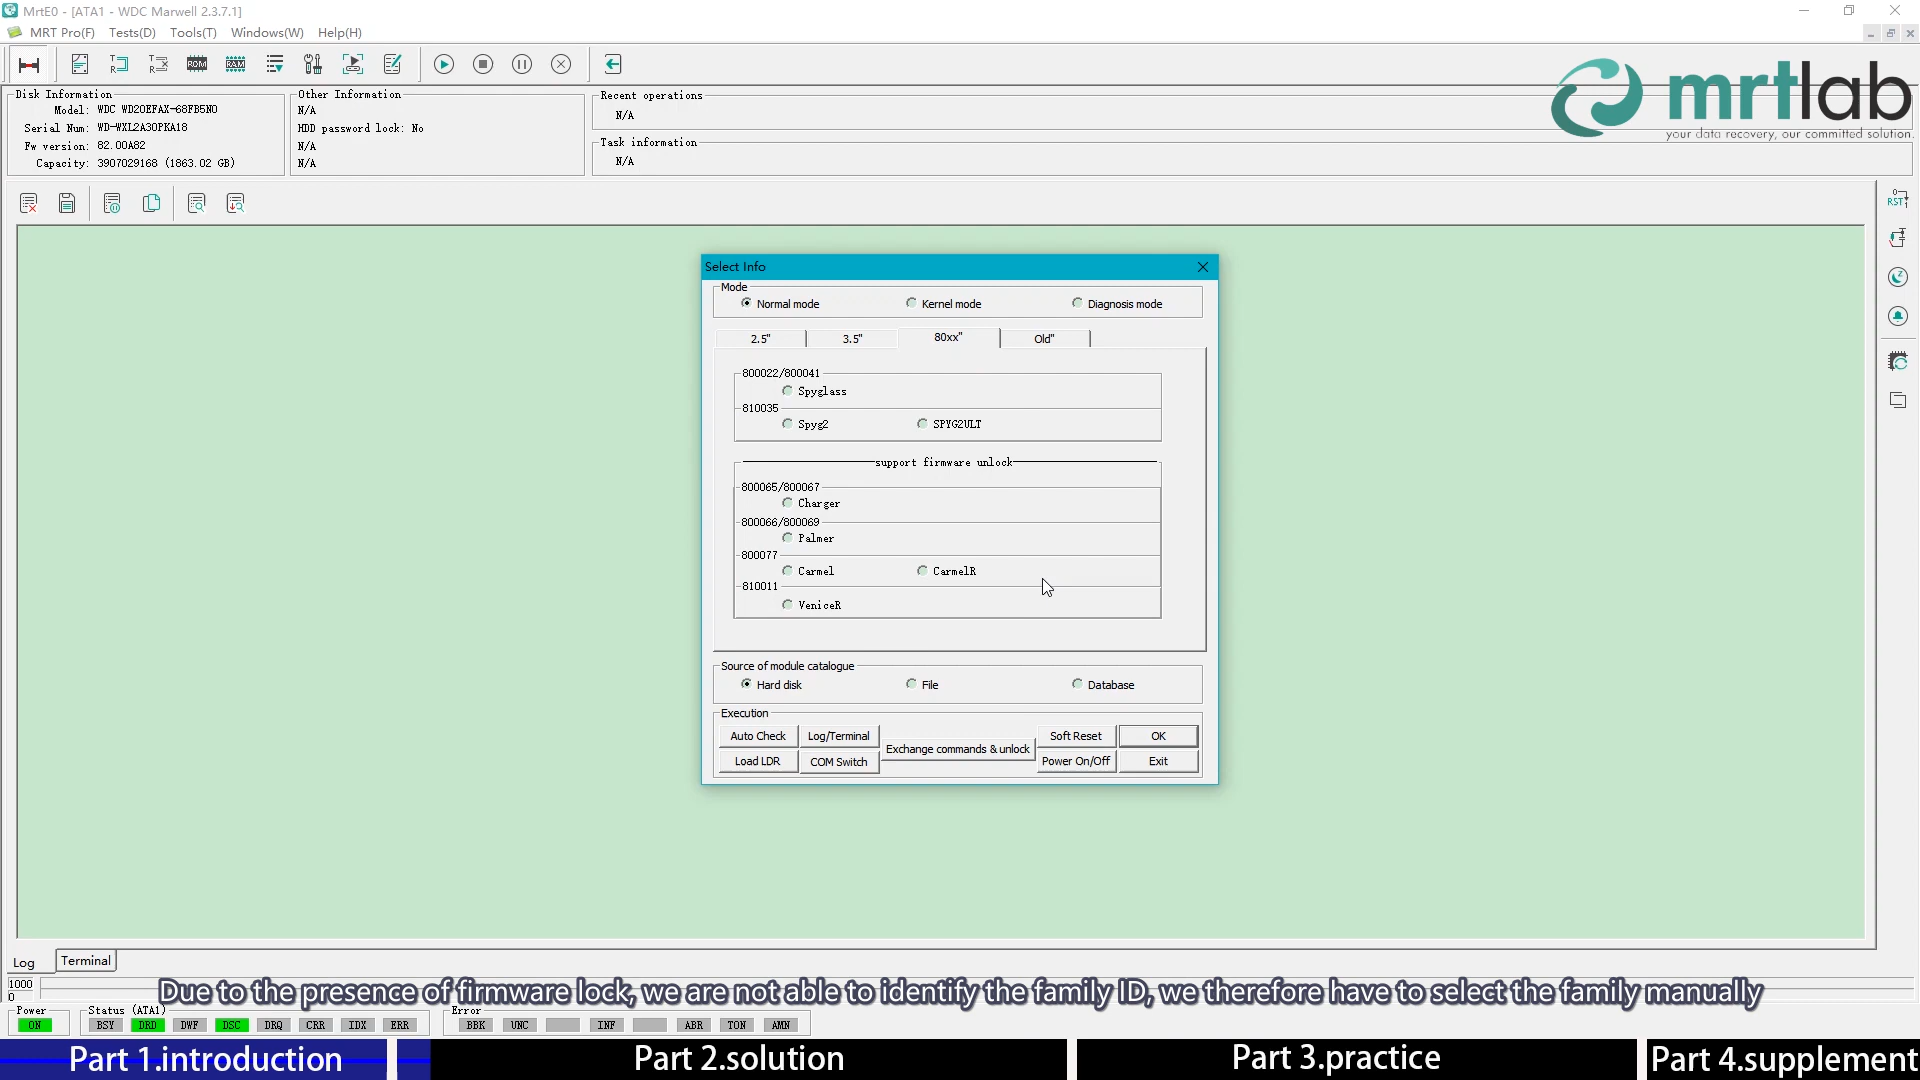 MrtE0 - [ATA1 - WDC Marwell 2.3.7.1]
MRT Pro(F) Tests(D) Tools(T) Windows(W) Help(H)
ROM RAM
mrtlab
your data recovery, our committed solution.
Disk Information
Model: WDC WD20EFAX-68FB5N0
Serial Num: WD-WXL2A30PKA18
Fw version: 82.00A82
Capacity: 3907029168 (1863.02 GB)
Other Information
N/A
HDD password lock: No
N/A
N/A
Recent operations
N/A
Task information
N/A
RST
Select Info
Mode
Normal mode Kernel mode Diagnosis mode
2.5" 3.5" 80xx" Old"
800022/800041
Spyglass
810035
Spyg2 SPYG2ULT
support firmware unlock
800065/800067
Charger
800066/800069
Palmer
800077
Carmel CarmelR
810011
VeniceR
Source of module catalogue
Hard disk File Database
Execution
Auto Check Log/Terminal Exchange commands & unlock Soft Reset OK
Load LDR COM Switch Power On/Off Exit
Log Terminal
1000
0
Due to the presence of firmware lock, we are not able to identify the family ID, we therefore have to select the family manually
Power
ON
Status (ATA1)
BSY DRD DWF DSC DRQ CRR IDX ERR
Error
BBK UNC INF ABR TON AMN
Part 1.introduction Part 2.solution Part 3.practice Part 4.supplement